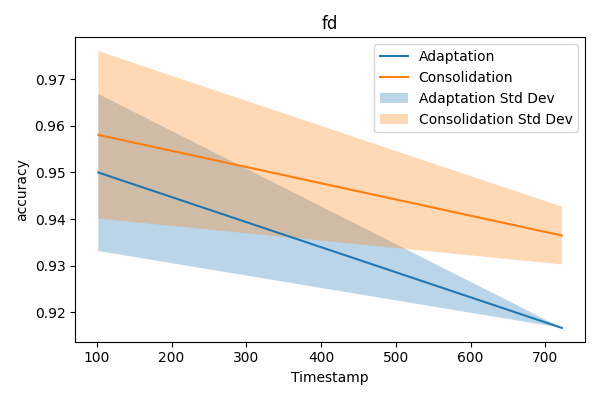 fd
Adaptation
Consolidation
Adaptation Std Dev
Consolidation Std Dev
accuracy
0.97
0.96
0.95
0.94
0.93
0.92
100 200 300 400 500 600 700
Timestamp